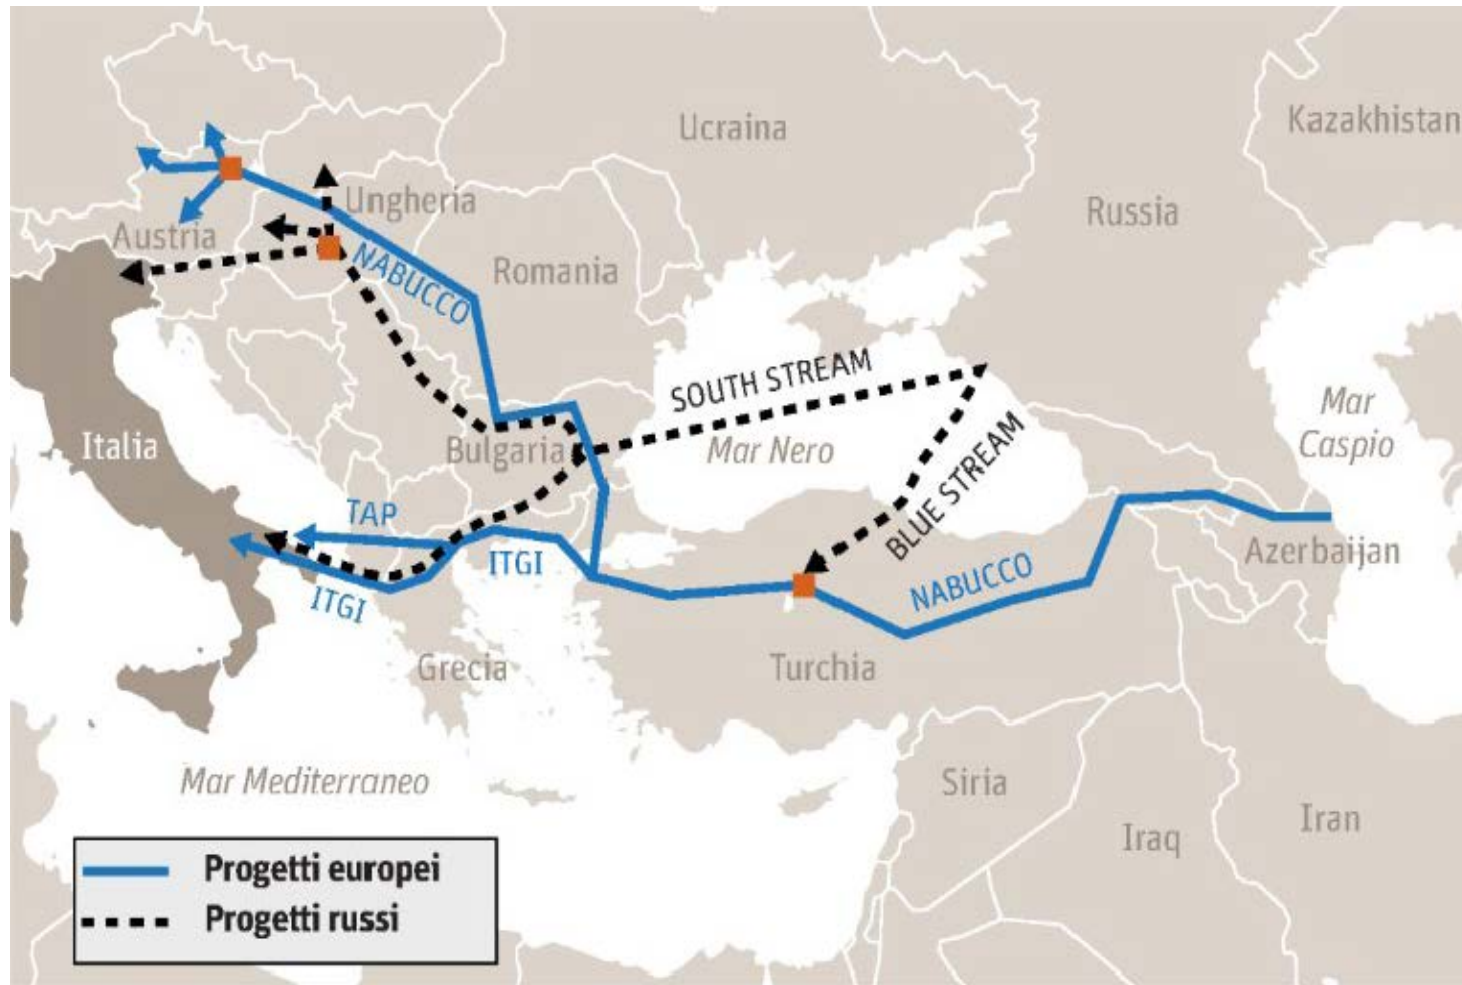 Ucraina
Kazakhistan
Ungheria
Russia
Austria
NABUCCO
Romania
SOUTH STREAM
Mar
Caspio
Italia
Bulgaria
Mar Nero
BLUE STREAM
TAP
ITGI
ITGI
NABUCCO
Azerbaijan
Grecia
Turchia
Mar Mediterraneo
Siria
Iraq
Iran
Progetti europei
Progetti russi